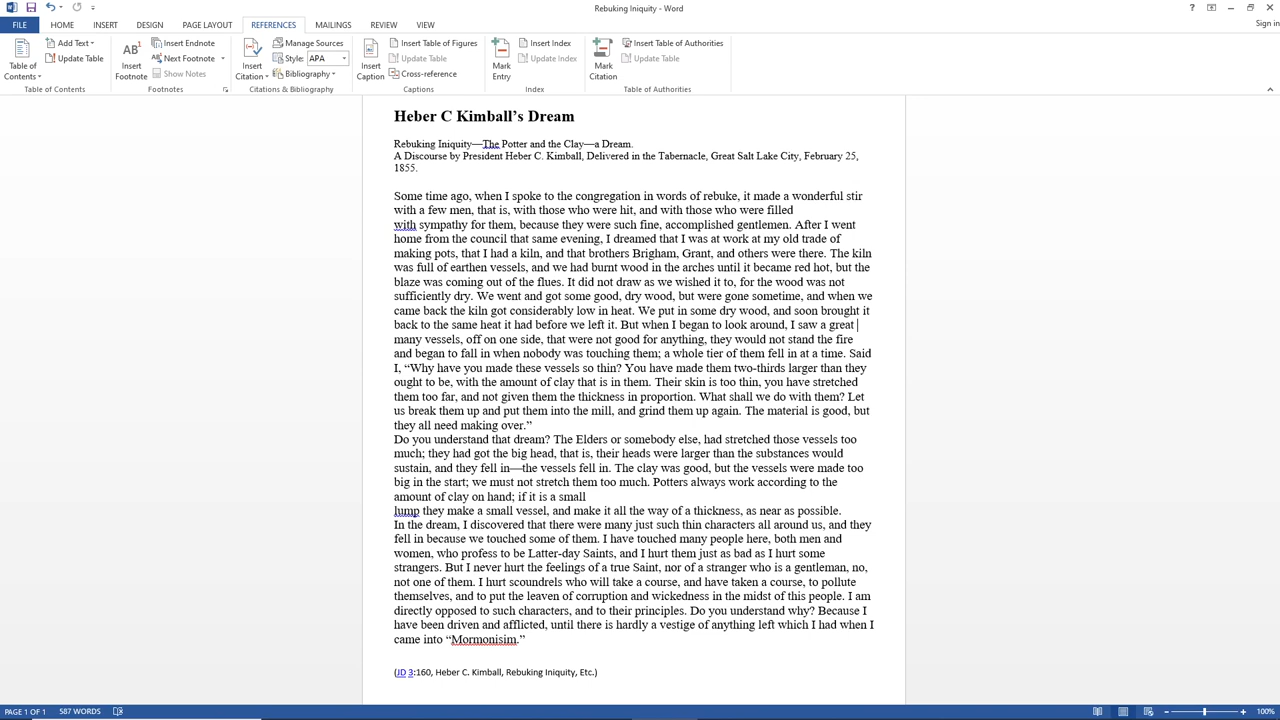 Rebuking Iniquity - Word
Sign in
FILE HOME INSERT DESIGN PAGE LAYOUT REFERENCES MAILINGS REVIEW VIEW
Table of Contents
Add Text
Update Table
Table of Contents
AB¹ Insert Footnote
Insert Endnote
Next Footnote
Show Notes
Footnotes
Insert Citation
Manage Sources
Style: APA
Bibliography
Citations & Bibliography
Insert Caption
Insert Table of Figures
Update Table
Cross-reference
Captions
Mark Entry
Insert Index
Update Index
Index
Mark Citation
Insert Table of Authorities
Update Table
Table of Authorities
Heber C Kimball’s Dream
Rebuking Iniquity—The Potter and the Clay—a Dream.
A Discourse by President Heber C. Kimball, Delivered in the Tabernacle, Great Salt Lake City, February 25,
1855.
Some time ago, when I spoke to the congregation in words of rebuke, it made a wonderful stir
with a few men, that is, with those who were hit, and with those who were filled
with sympathy for them, because they were such fine, accomplished gentlemen. After I went
home from the council that same evening, I dreamed that I was at work at my old trade of
making pots, that I had a kiln, and that brothers Brigham, Grant, and others were there. The kiln
was full of earthen vessels, and we had burnt wood in the arches until it became red hot, but the
blaze was coming out of the flues. It did not draw as we wished it to, for the wood was not
sufficiently dry. We went and got some good, dry wood, but were gone sometime, and when we
came back the kiln got considerably low in heat. We put in some dry wood, and soon brought it
back to the same heat it had before we left it. But when I began to look around, I saw a great
many vessels, off on one side, that were not good for anything, they would not stand the fire
and began to fall in when nobody was touching them; a whole tier of them fell in at a time. Said
I, “Why have you made these vessels so thin? You have made them two-thirds larger than they
ought to be, with the amount of clay that is in them. Their skin is too thin, you have stretched
them too far, and not given them the thickness in proportion. What shall we do with them? Let
us break them up and put them into the mill, and grind them up again. The material is good, but
they all need making over.”
Do you understand that dream? The Elders or somebody else, had stretched those vessels too
much; they had got the big head, that is, their heads were larger than the substances would
sustain, and they fell in—the vessels fell in. The clay was good, but the vessels were made too
big in the start; we must not stretch them too much. Potters always work according to the
amount of clay on hand; if it is a small
lump they make a small vessel, and make it all the way of a thickness, as near as possible.
In the dream, I discovered that there were many just such thin characters all around us, and they
fell in because we touched some of them. I have touched many people here, both men and
women, who profess to be Latter-day Saints, and I hurt them just as bad as I hurt some
strangers. But I never hurt the feelings of a true Saint, nor of a stranger who is a gentleman, no,
not one of them. I hurt scoundrels who will take a course, and have taken a course, to pollute
themselves, and to put the leaven of corruption and wickedness in the midst of this people. I am
directly opposed to such characters, and to their principles. Do you understand why? Because I
have been driven and afflicted, until there is hardly a vestige of anything left which I had when I
came into “Mormonisim.”
(JD 3:160, Heber C. Kimball, Rebuking Iniquity, Etc.)
PAGE 1 OF 1 587 WORDS 100%